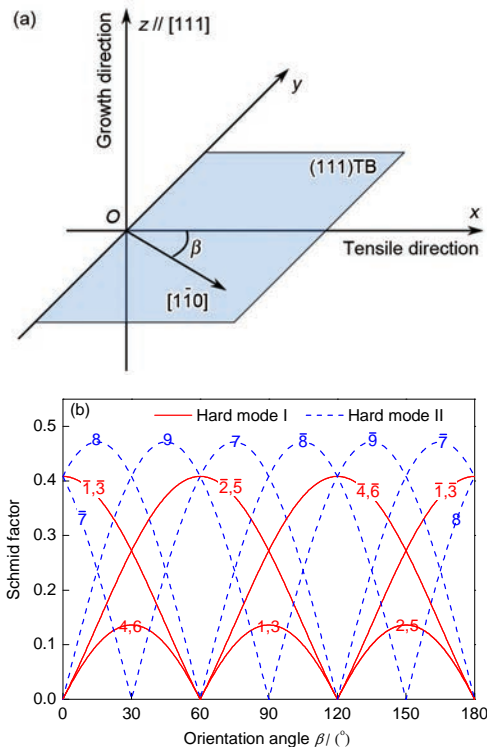 (a)
z // [111]
Growth direction
y
(111)TB
O
x
β
Tensile direction
[11̄0]
(b)
Hard mode I
Hard mode II
0.5
0.4
0.3
0.2
0.1
0.0
Schmid factor
8
9
7̄
8̄
9̄
7̄
1̄,3̄
2̄,5̄
4̄,6̄
1̄,3̄
7̄
8
4,6
1,3
2,5
0 30 60 90 120 150 180
Orientation angle β/ (°)